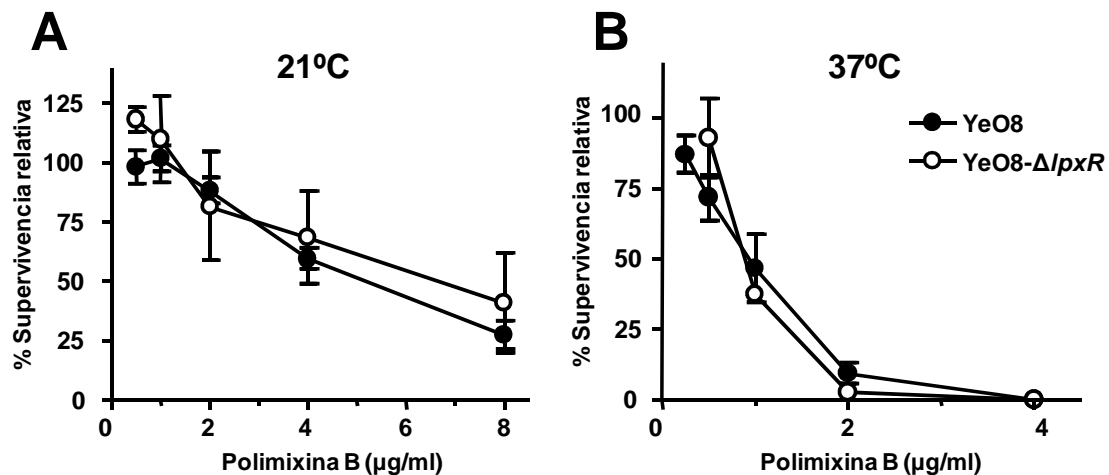 A
21ºC
% Supervivencia relativa
125
100
75
50
25
0
0
2
4
6
8
Polimixina B (µg/ml)
B
37ºC
% Supervivencia relativa
100
75
50
25
0
0
2
4
Polimixina B (µg/ml)
YeO8
YeO8-ΔlpxR